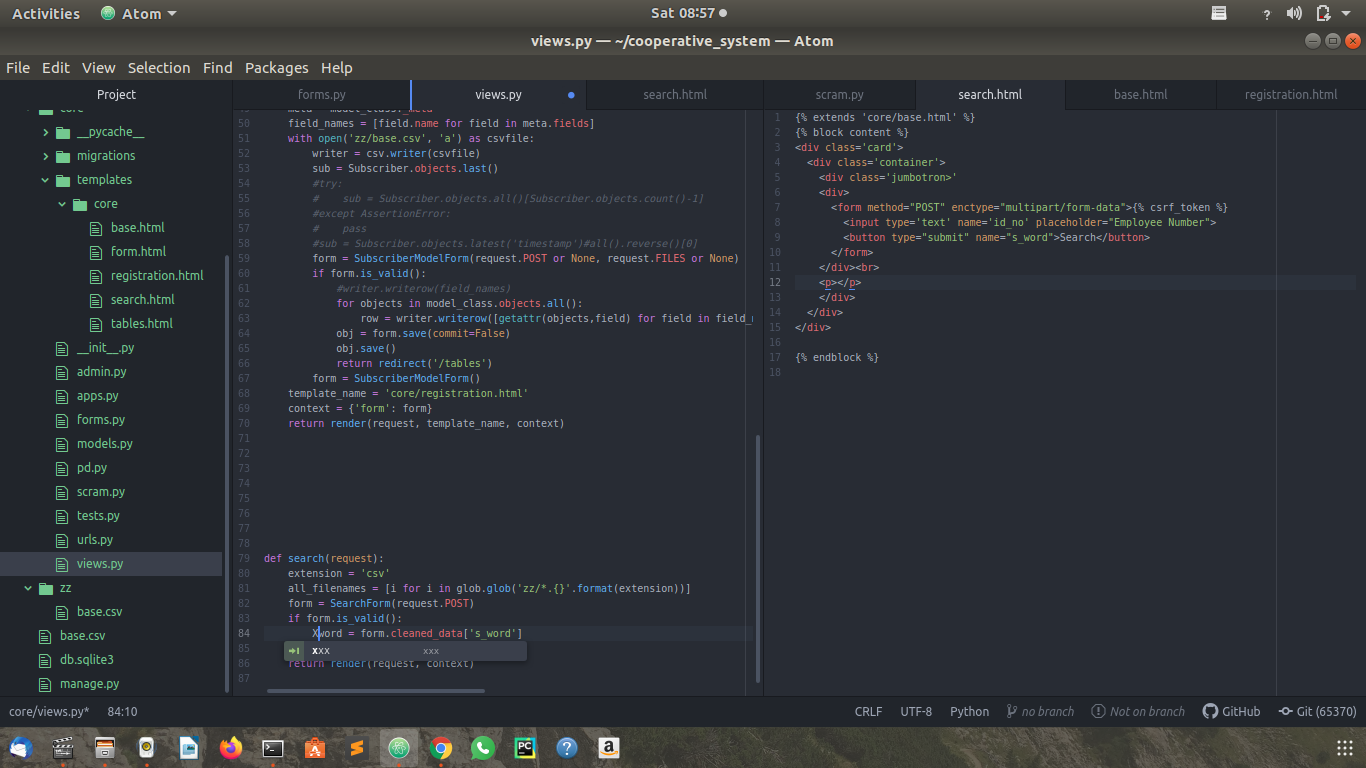 Activities Atom Sat 08:57
views.py — ~/cooperative_system — Atom
File Edit View Selection Find Packages Help
Project
core
__pycache__
migrations
templates
core
base.html
form.html
registration.html
search.html
tables.html
__init__.py
admin.py
apps.py
forms.py
models.py
pd.py
scram.py
tests.py
urls.py
views.py
zz
base.csv
base.csv
db.sqlite3
manage.py
forms.py views.py search.html
50 field_names = [field.name for field in meta.fields]
51 with open('zz/base.csv', 'a') as csvfile:
52 writer = csv.writer(csvfile)
53 sub = Subscriber.objects.last()
54 #try:
55 # sub = Subscriber.objects.all()[Subscriber.objects.count()-1]
56 #except AssertionError:
57 # pass
58 #sub = Subscriber.objects.latest('timestamp')#all().reverse()[0]
59 form = SubscriberModelForm(request.POST or None, request.FILES or None)
60 if form.is_valid():
61 #writer.writerow(field_names)
62 for objects in model_class.objects.all():
63 row = writer.writerow([getattr(objects,field) for field in field_
64 obj = form.save(commit=False)
65 obj.save()
66 return redirect('/tables')
67 form = SubscriberModelForm()
68 template_name = 'core/registration.html'
69 context = {'form': form}
70 return render(request, template_name, context)
71
72
73
74
75
76
77
78
79 def search(request):
80 extension = 'csv'
81 all_filenames = [i for i in glob.glob('zz/*.{}'.format(extension))]
82 form = SearchForm(request.POST)
83 if form.is_valid():
84 Xword = form.cleaned_data['s_word']
85 xxx xxx
86 return render(request, context)
87
scram.py search.html base.html registration.html
1 {% extends 'core/base.html' %}
2 {% block content %}
3 <div class='card'>
4 <div class='container'>
5 <div class='jumbotron>'
6 <div>
7 <form method="POST" enctype="multipart/form-data">{% csrf_token %}
8 <input type='text' name='id_no' placeholder="Employee Number">
9 <button type="submit" name="s_word">Search</button>
10 </form>
11 </div><br>
12 <p></p>
13 </div>
14 </div>
15 </div>
16
17 {% endblock %}
18
core/views.py* 84:10 CRLF UTF-8 Python no branch Not on branch GitHub Git (65370)